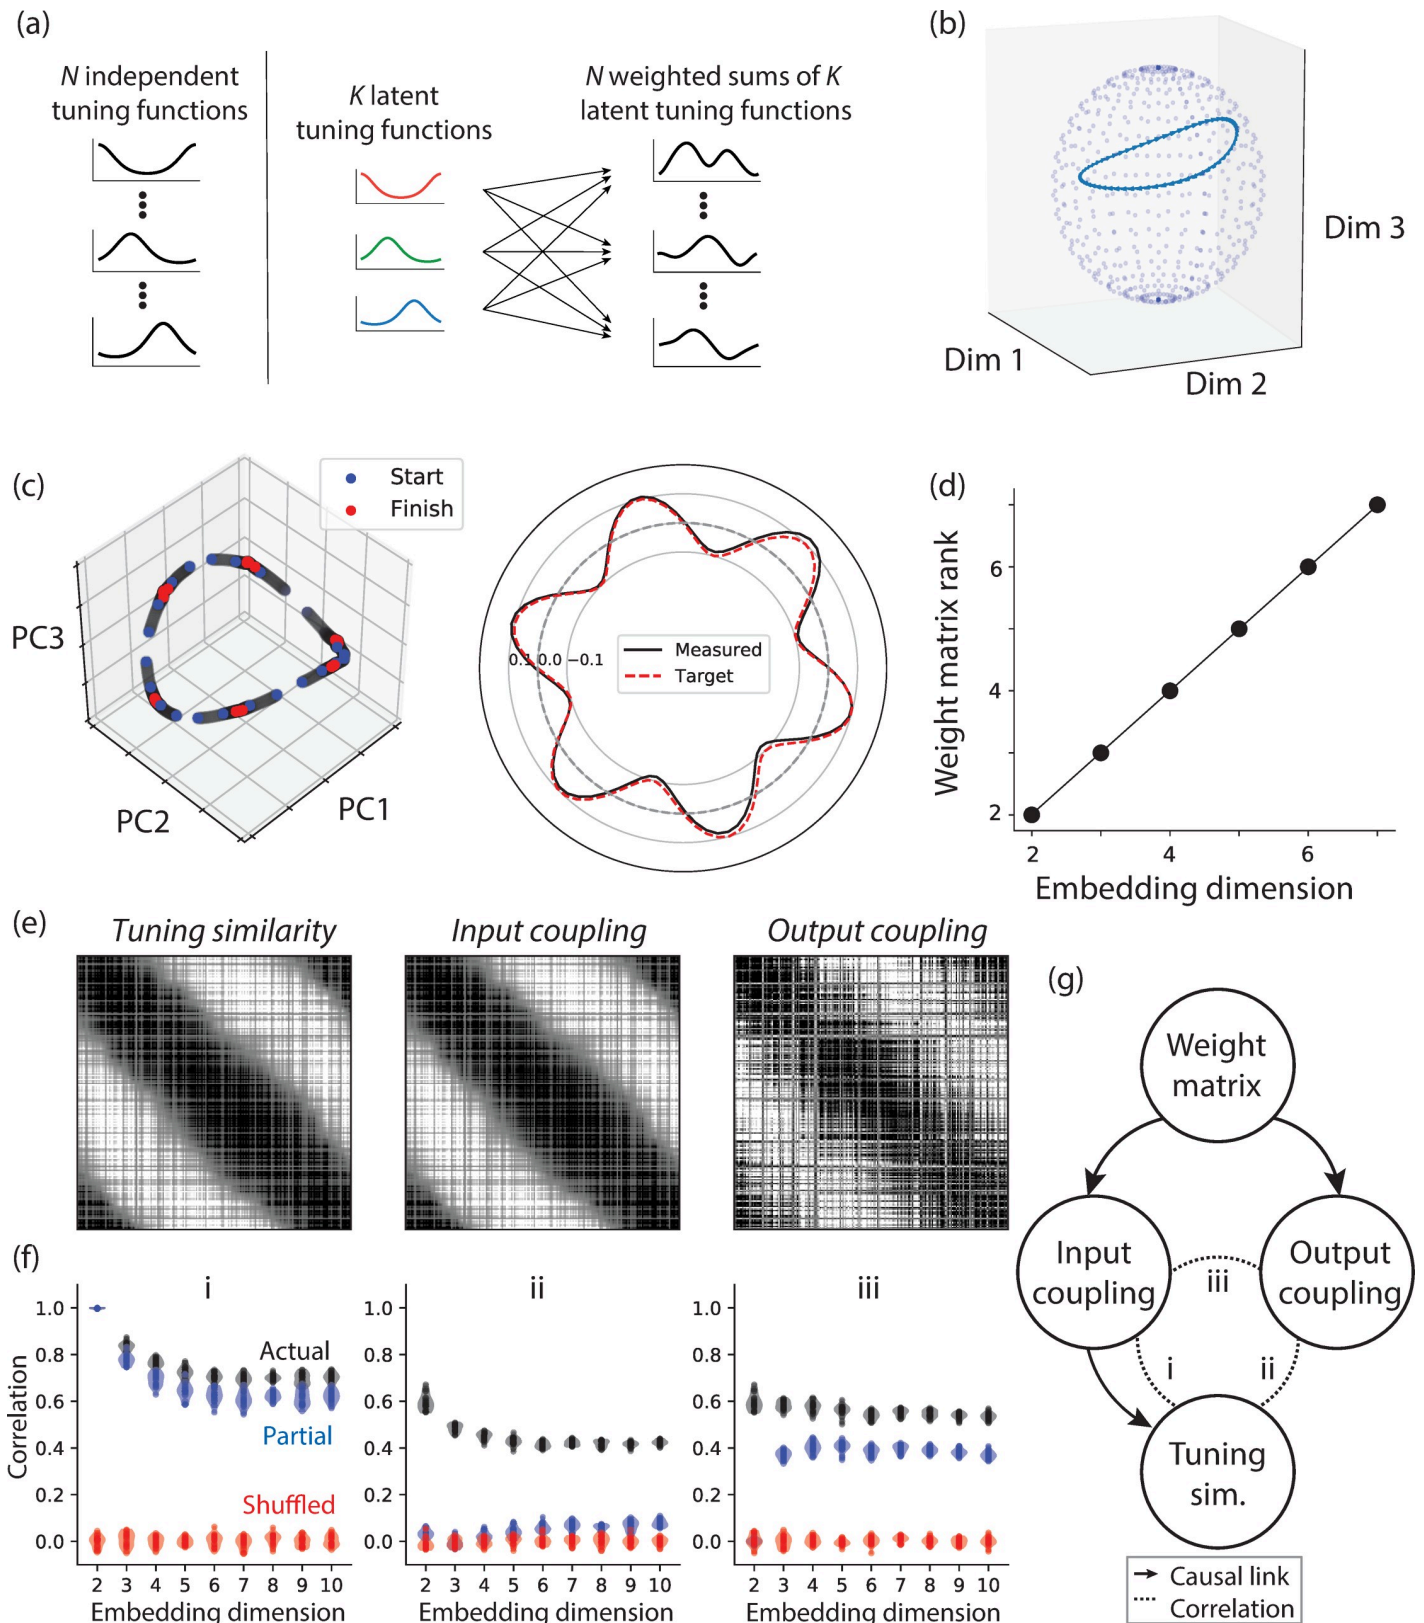 (a)
N independent
tuning functions
K latent
tuning functions
N weighted sums of K
latent tuning functions
(b)
Dim 1
Dim 2
Dim 3
(c)
Start
Finish
PC3
PC2
PC1
0.1 0.0 −0.1
Measured
Target
(d)
Weight matrix rank
6
4
2
2 4 6
Embedding dimension
(e)
Tuning similarity
Input coupling
Output coupling
(f)
i
Correlation
1.0
0.8
0.6
0.4
0.2
0.0
Actual
Partial
Shuffled
2 3 4 5 6 7 8 9 10
Embedding dimension
ii
1.0
0.8
0.6
0.4
0.2
0.0
2 3 4 5 6 7 8 9 10
Embedding dimension
iii
1.0
0.8
0.6
0.4
0.2
0.0
2 3 4 5 6 7 8 9 10
Embedding dimension
(g)
Weight
matrix
Input
coupling
Output
coupling
iii
i
ii
Tuning
sim.
Causal link
Correlation